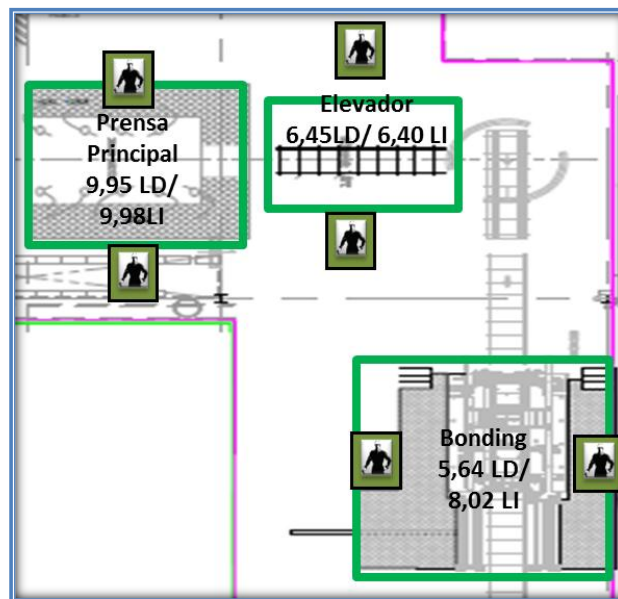 Prensa
Principal
9,95 LD/
9,98LI
Elevador
6,45LD/ 6,40 LI
Bonding
5,64 LD/
8,02 LI